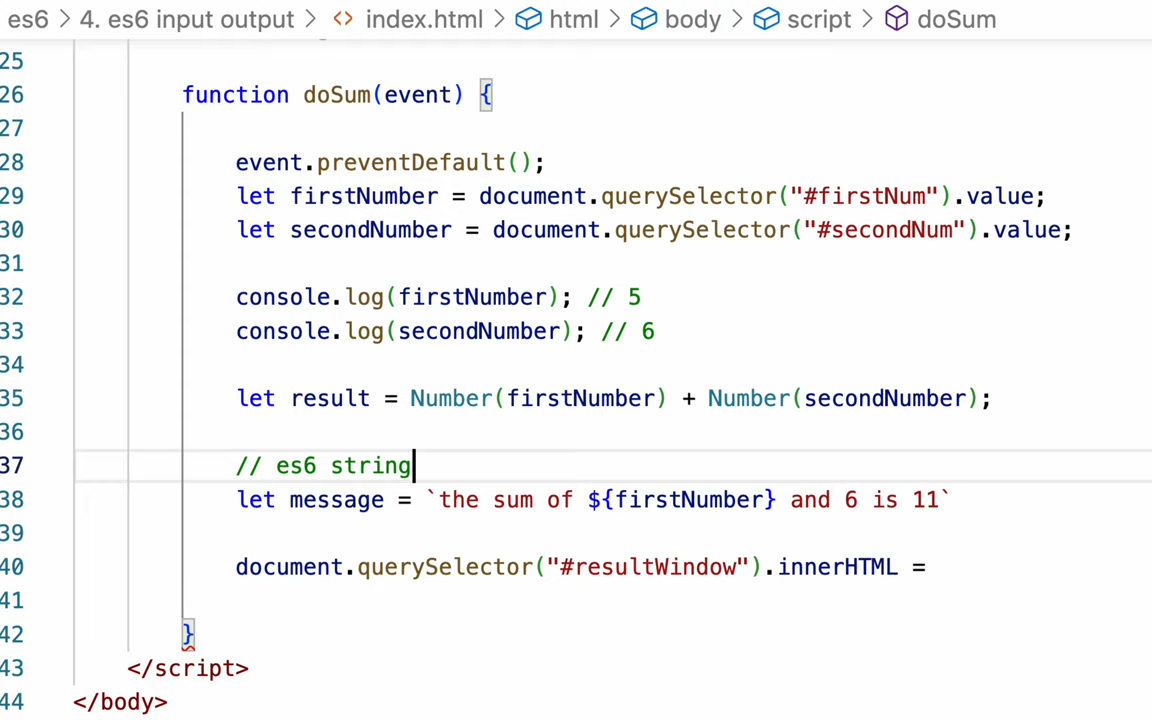 es6 > 4. es6 input output > <> index.html > html > body > script > doSum
25
26 function doSum(event) {
27
28 event.preventDefault();
29 let firstNumber = document.querySelector("#firstNum").value;
30 let secondNumber = document.querySelector("#secondNum").value;
31
32 console.log(firstNumber); // 5
33 console.log(secondNumber); // 6
34
35 let result = Number(firstNumber) + Number(secondNumber);
36
37 // es6 string
38 let message = `the sum of ${firstNumber} and 6 is 11`
39
40 document.querySelector("#resultWindow").innerHTML =
41
42 }
43 </script>
44 </body>